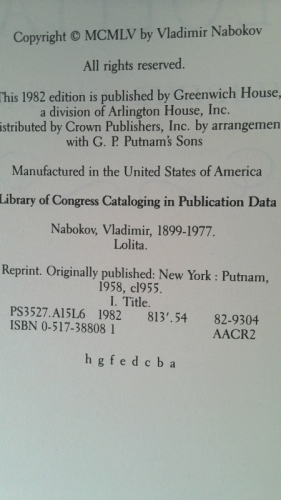 Copyright © MCMLV by Vladimir Nabokov
All rights reserved.
This 1982 edition is published by Greenwich House,
a division of Arlington House, Inc.
istributed by Crown Publishers, Inc. by arrangemen
with G. P. Putnam's Sons
Manufactured in the United States of America
Library of Congress Cataloging in Publication Data
Nabokov, Vladimir, 1899-1977.
Lolita.
Reprint. Originally published: New York : Putnam,
1958, cl955.
I. Title.
PS3527.A15L6 1982 813'.54 82-9304
ISBN 0-517-38808 1 AACR2
h g f e d c b a